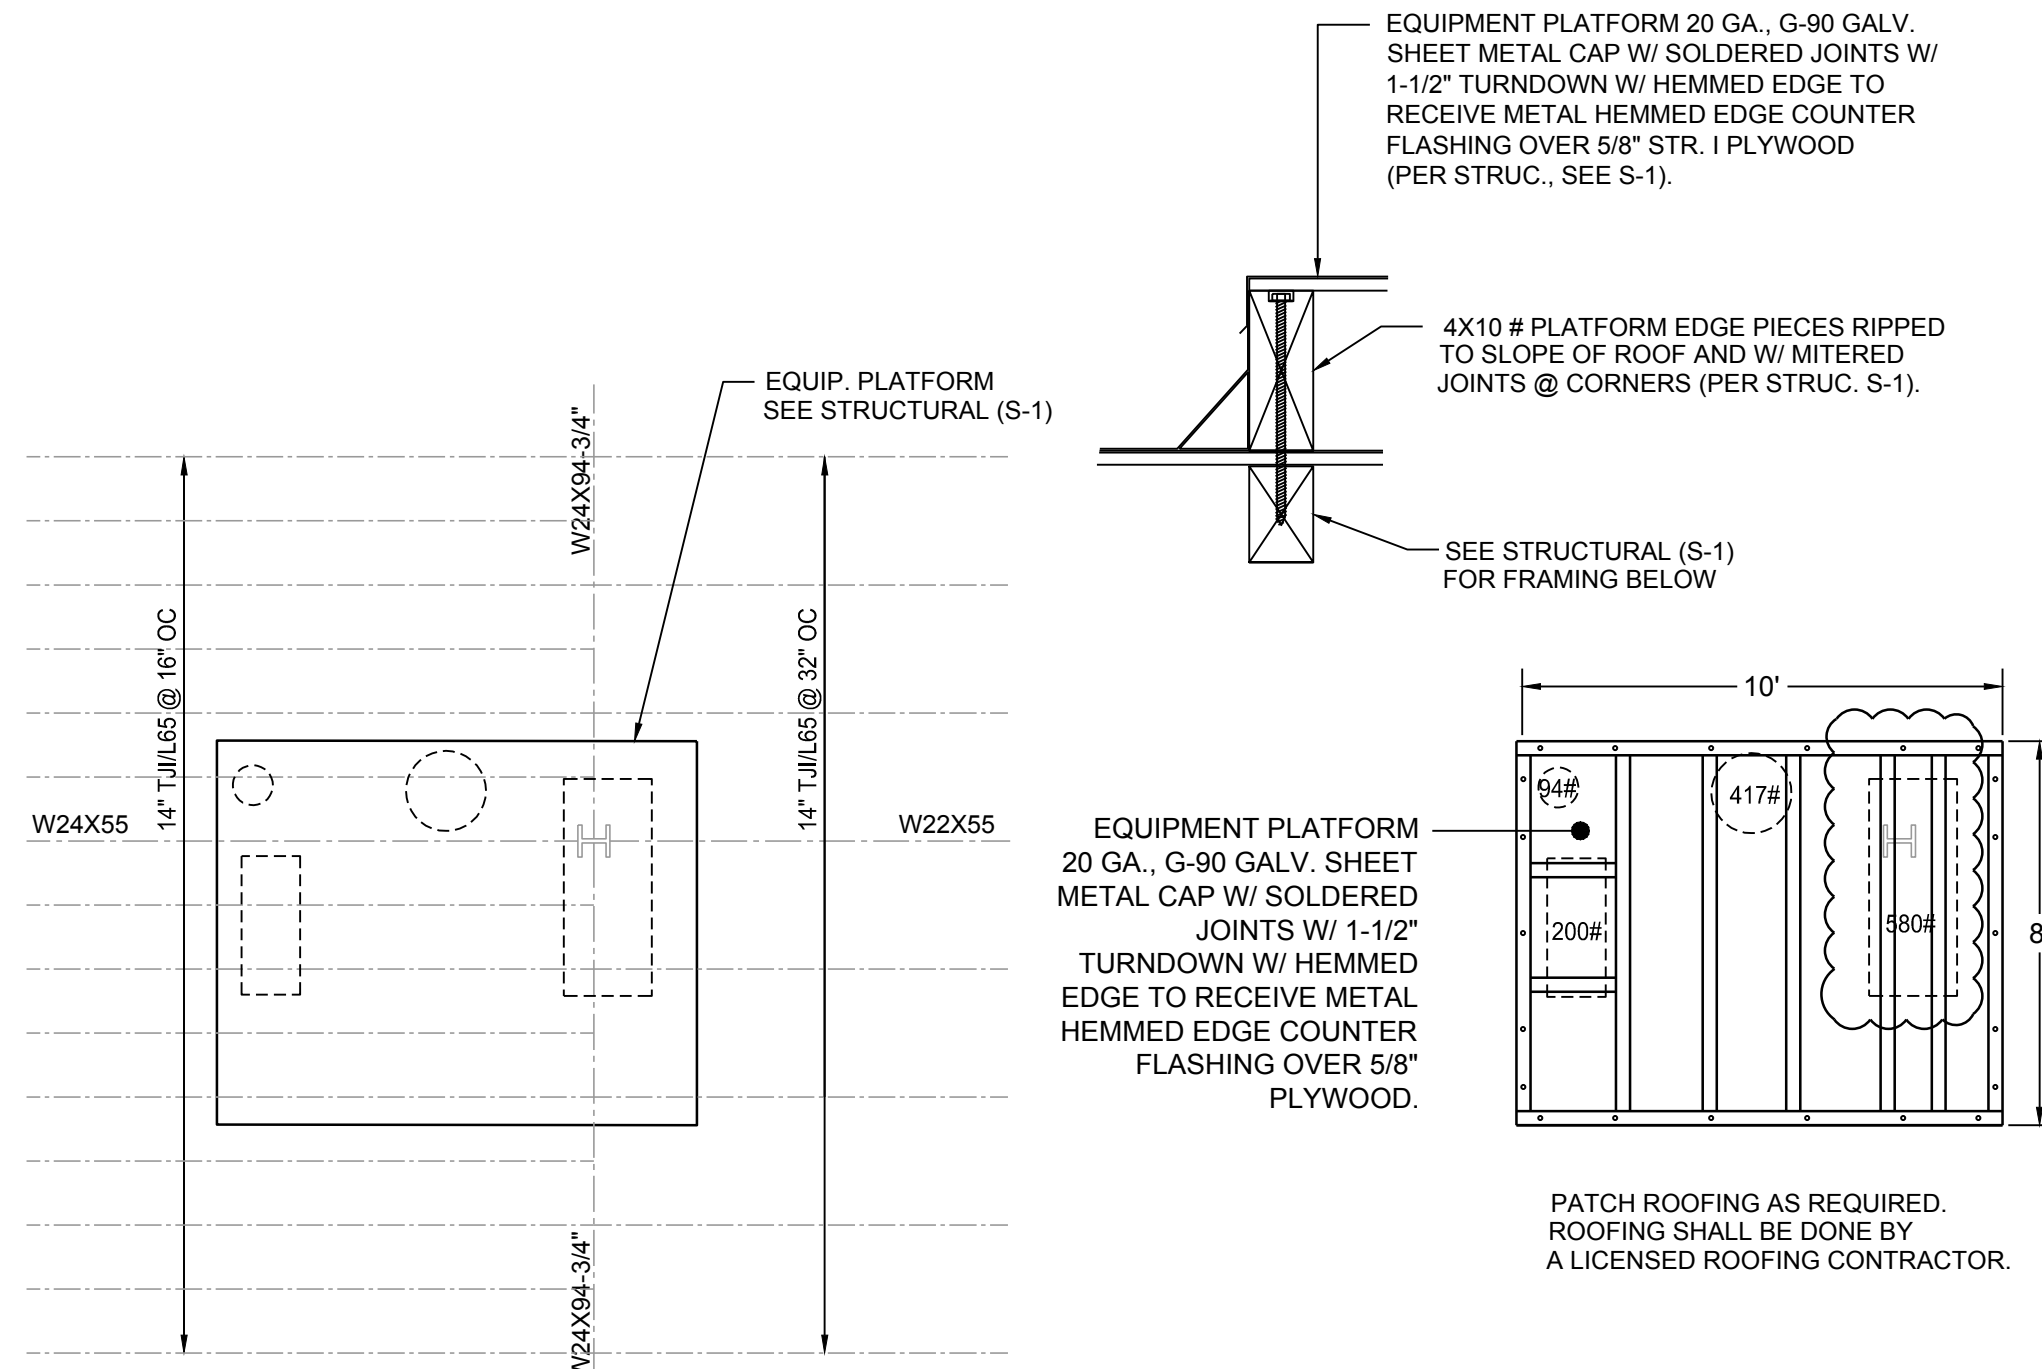 EQUIPMENT PLATFORM 20 GA., G-90 GALV.
SHEET METAL CAP W/ SOLDERED JOINTS W/
1-1/2" TURNDOWN W/ HEMMED EDGE TO
RECEIVE METAL HEMMED EDGE COUNTER
FLASHING OVER 5/8" STR. I PLYWOOD
(PER STRUC., SEE S-1).
4X10 # PLATFORM EDGE PIECES RIPPED
TO SLOPE OF ROOF AND W/ MITERED
JOINTS @ CORNERS (PER STRUC. S-1).
SEE STRUCTURAL (S-1)
FOR FRAMING BELOW
EQUIP. PLATFORM
SEE STRUCTURAL (S-1)
W24X94-3/4"
14" TJI/L65 @ 16" OC
14" TJI/L65 @ 32" OC
W24X55
W22X55
W24X94-3/4"
10'
8
94#
417#
200#
580#
EQUIPMENT PLATFORM
20 GA., G-90 GALV. SHEET
METAL CAP W/ SOLDERED
JOINTS W/ 1-1/2"
TURNDOWN W/ HEMMED
EDGE TO RECEIVE METAL
HEMMED EDGE COUNTER
FLASHING OVER 5/8"
PLYWOOD.
PATCH ROOFING AS REQUIRED.
ROOFING SHALL BE DONE BY
A LICENSED ROOFING CONTRACTOR.